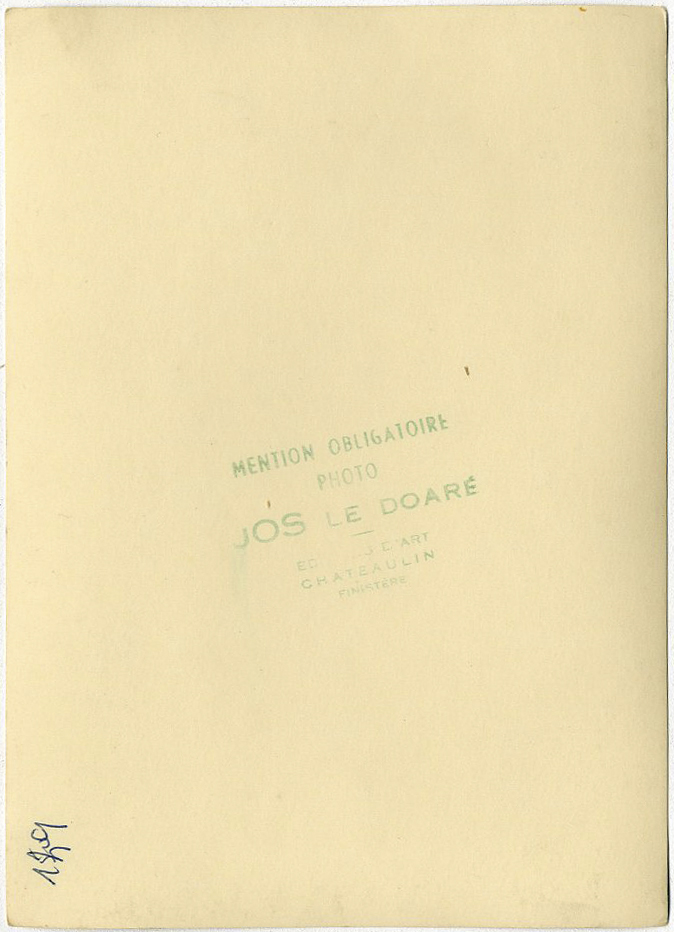 MENTION OBLIGATOIRE
PHOTO
JOS LE DOARÉ
D'ART
CHATEAULIN
FINISTÈRE